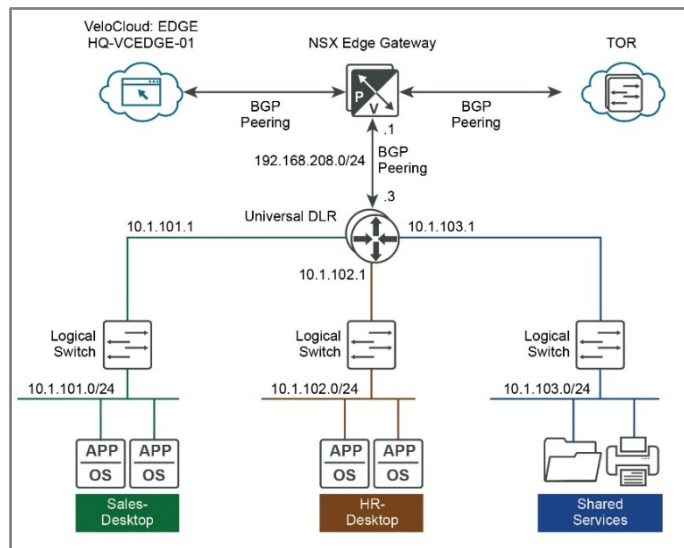 VeloCloud: EDGE
HQ-VCEDGE-01
NSX Edge Gateway
TOR
P
V
BGP
Peering
BGP
Peering
.1
192.168.208.0/24
BGP
Peering
.3
Universal DLR
10.1.101.1
10.1.103.1
10.1.102.1
Logical
Switch
Logical
Switch
Logical
Switch
10.1.101.0/24
10.1.102.0/24
10.1.103.0/24
APP
OS
APP
OS
APP
OS
APP
OS
Sales-
Desktop
HR-
Desktop
Shared
Services